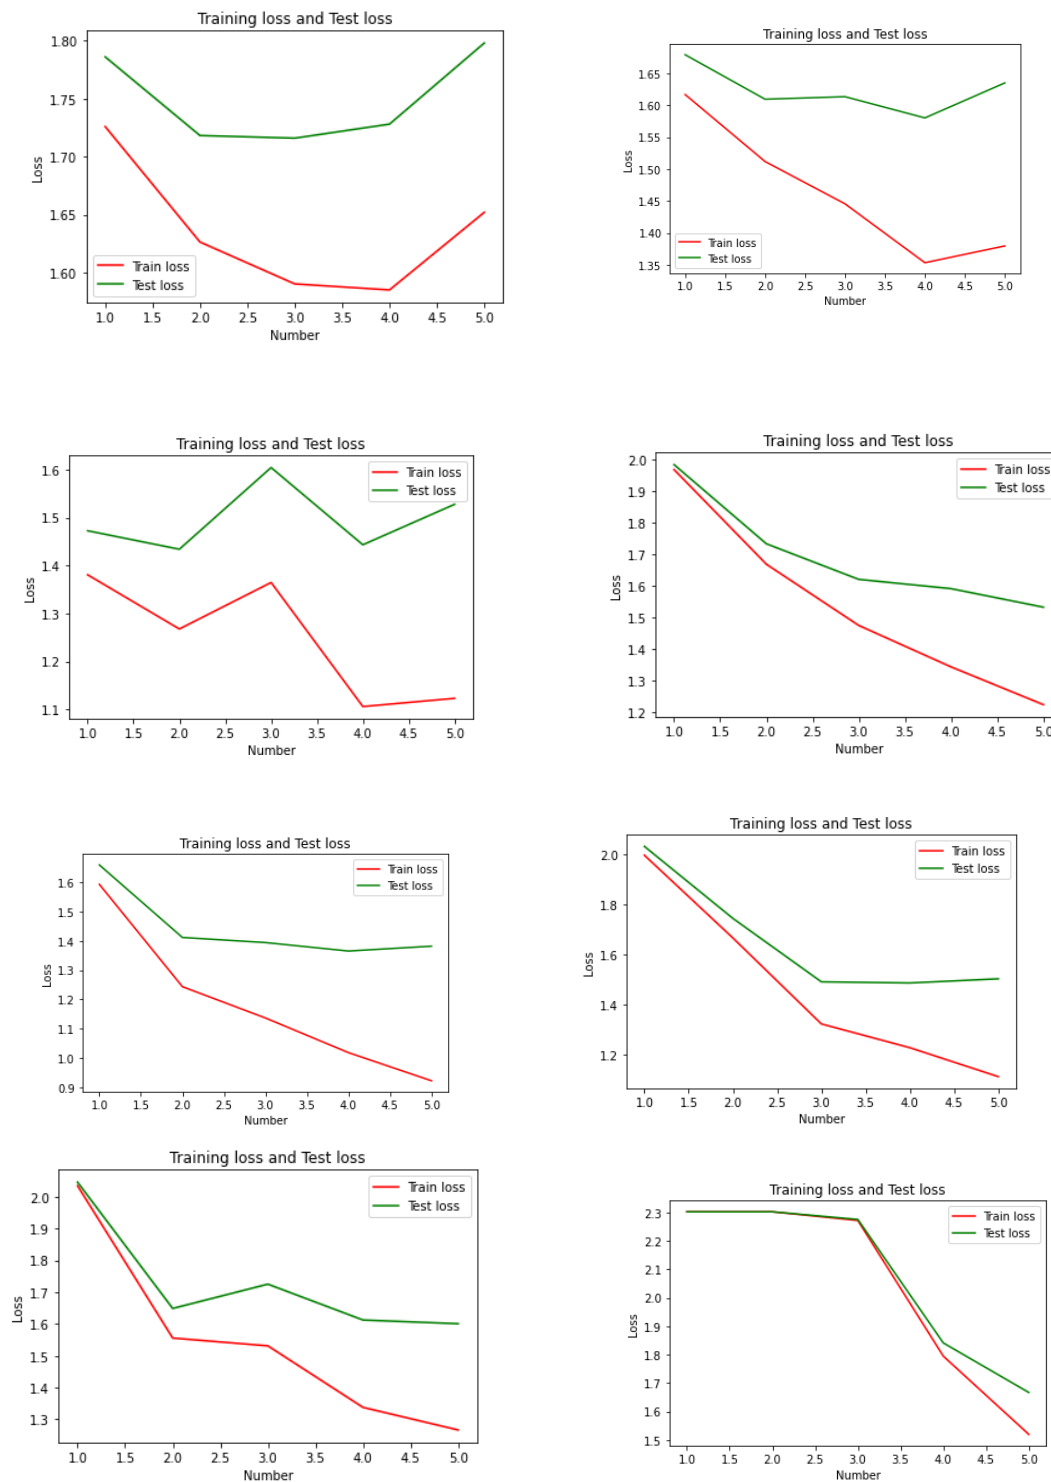 Training loss and Test loss
1.80
1.75
1.70
1.65
1.60
Loss
Train loss
Test loss
1.0 1.5 2.0 2.5 3.0 3.5 4.0 4.5 5.0
Number
Training loss and Test loss
1.65
1.60
1.55
1.50
1.45
1.40
1.35
Loss
Train loss
Test loss
1.0 1.5 2.0 2.5 3.0 3.5 4.0 4.5 5.0
Number
Training loss and Test loss
1.6
1.5
1.4
1.3
1.2
1.1
Loss
Train loss
Test loss
1.0 1.5 2.0 2.5 3.0 3.5 4.0 4.5 5.0
Number
Training loss and Test loss
2.0
1.9
1.8
1.7
1.6
1.5
1.4
1.3
1.2
Loss
Train loss
Test loss
1.0 1.5 2.0 2.5 3.0 3.5 4.0 4.5 5.0
Number
Training loss and Test loss
1.6
1.5
1.4
1.3
1.2
1.1
1.0
0.9
Loss
Train loss
Test loss
1.0 1.5 2.0 2.5 3.0 3.5 4.0 4.5 5.0
Number
Training loss and Test loss
2.0
1.8
1.6
1.4
1.2
Loss
Train loss
Test loss
1.0 1.5 2.0 2.5 3.0 3.5 4.0 4.5 5.0
Number
Training loss and Test loss
2.0
1.9
1.8
1.7
1.6
1.5
1.4
1.3
Loss
Train loss
Test loss
1.0 1.5 2.0 2.5 3.0 3.5 4.0 4.5 5.0
Number
Training loss and Test loss
2.3
2.2
2.1
2.0
1.9
1.8
1.7
1.6
1.5
Loss
Train loss
Test loss
1.0 1.5 2.0 2.5 3.0 3.5 4.0 4.5 5.0
Number